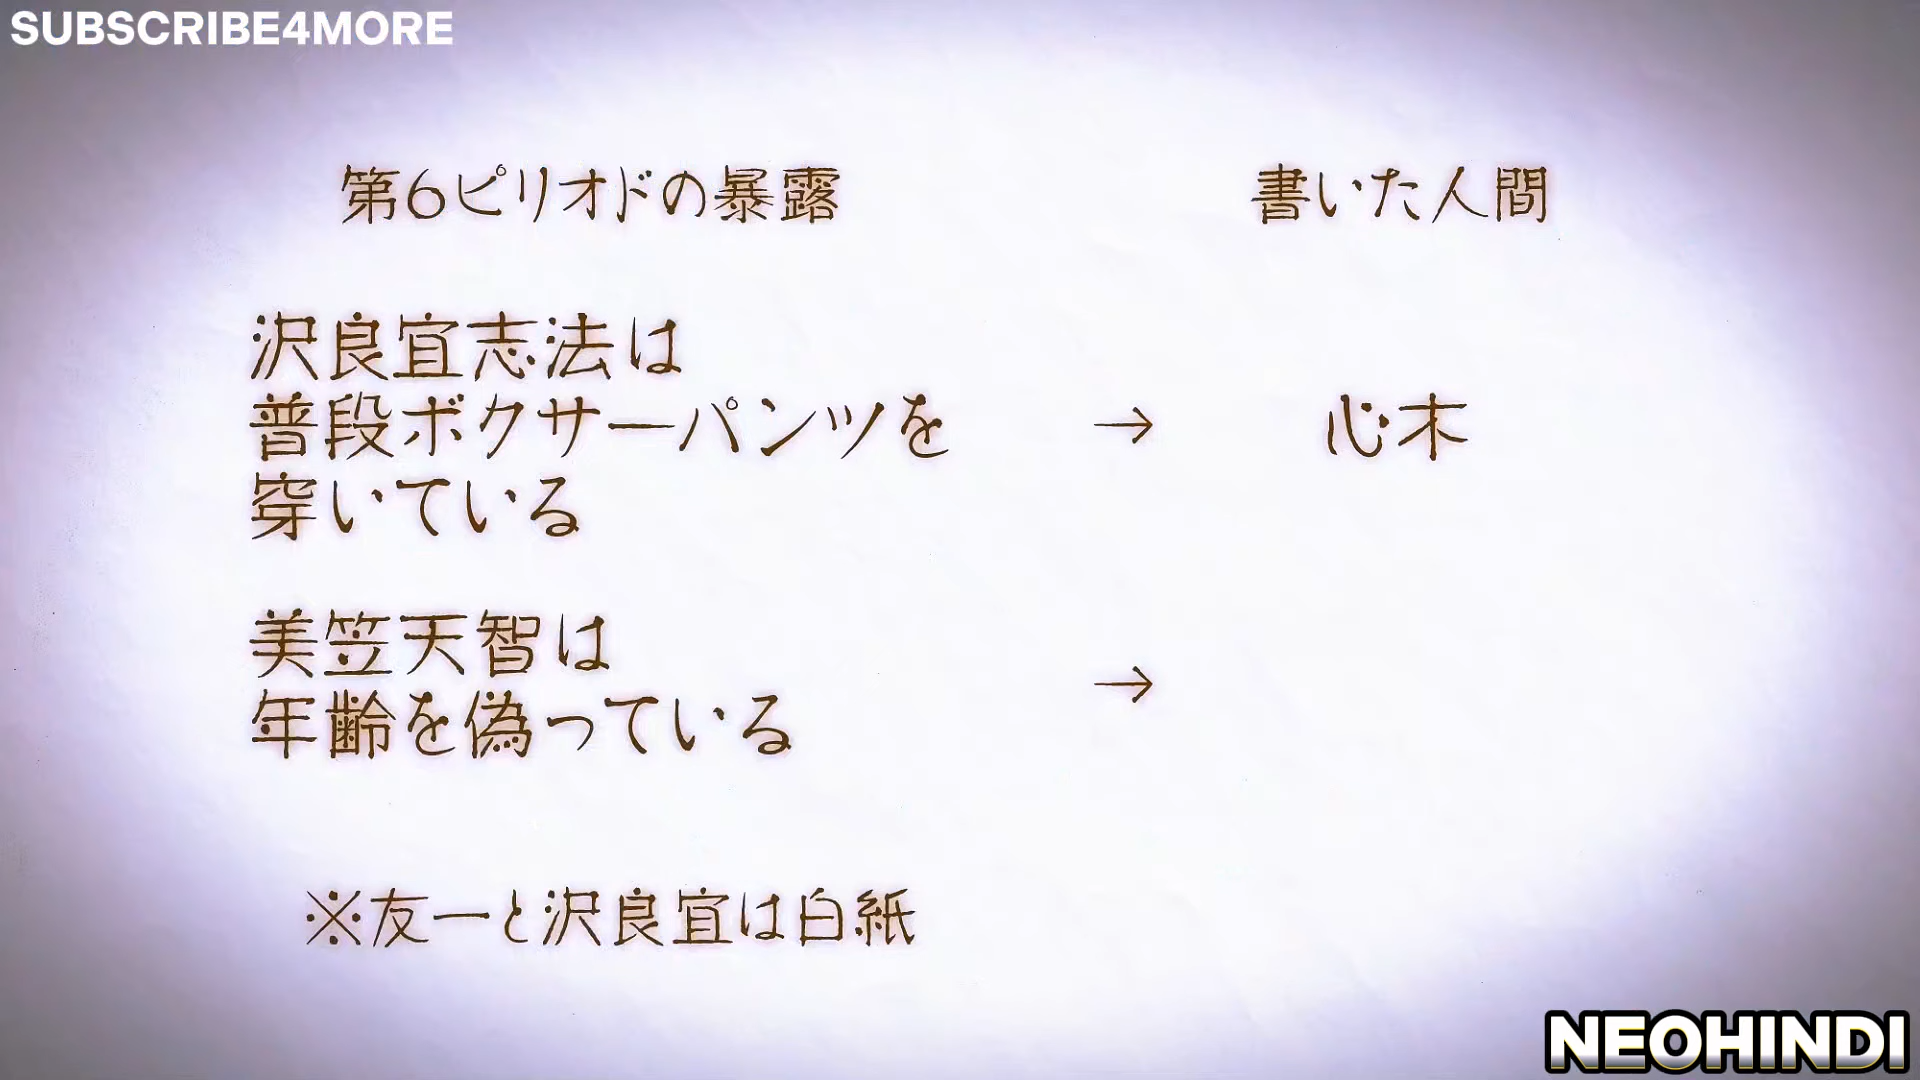 SUBSCRIBE4MORE
第6ピリオドの暴露
書いた人間
沢良宜志法は
普段ボクサーパンツを
穿いている
→
心木
美笠天智は
年齢を偽っている
→
※友一と沢良宜は白紙
NEOHINDI